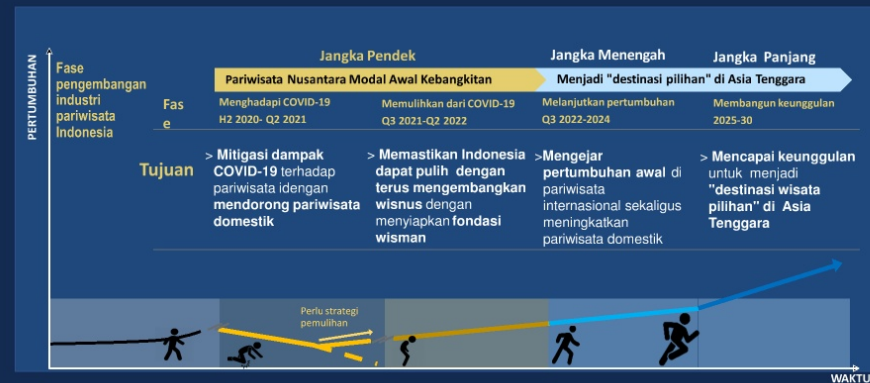 PERTUMBUHAN
Fase
pengembangan
industri
pariwisata
Indonesia
Jangka Pendek
Jangka Menengah
Jangka Panjang
Pariwisata Nusantara Modal Awal Kebangkitan
Menjadi "destinasi pilihan" di Asia Tenggara
Fas
e
Menghadapi COVID-19
H2 2020- Q2 2021
Memulihkan dari COVID-19
Q3 2021-Q2 2022
Melanjutkan pertumbuhan
Q3 2022-2024
Membangun keunggulan
2025-30
Tujuan
> Mitigasi dampak
COVID-19 terhadap
pariwisata idengan
mendorong pariwisata
domestik
> Memastikan Indonesia
dapat pulih dengan
terus mengembangkan
wisnus dengan
menyiapkan fondasi
wisman
>Mengejar
pertumbuhan awal di
pariwisata
internasional sekaligus
meningkatkan
pariwisata domestik
> Mencapai keunggulan
untuk menjadi
"destinasi wisata
pilihan" di Asia
Tenggara
Perlu strategi
pemulihan
WAKTU